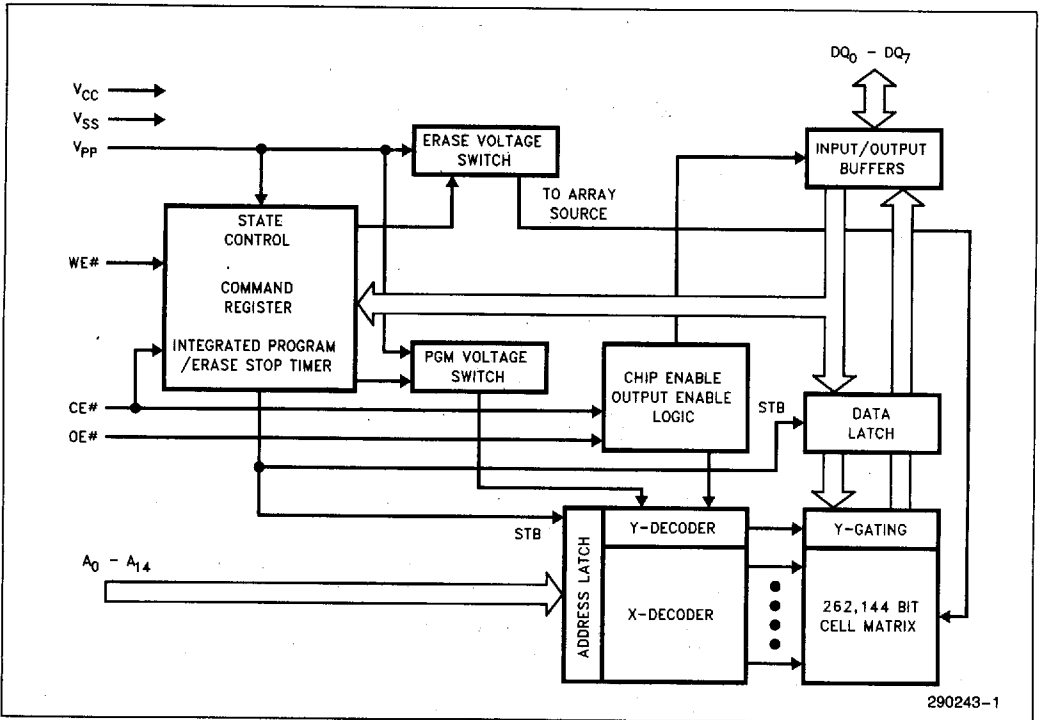 DQ0 - DQ7
VCC
VSS
VPP
ERASE VOLTAGE
SWITCH
INPUT/OUTPUT
BUFFERS
TO ARRAY
SOURCE
STATE
CONTROL
WE#
COMMAND
REGISTER
INTEGRATED PROGRAM
/ERASE STOP TIMER
PGM VOLTAGE
SWITCH
CHIP ENABLE
OUTPUT ENABLE
LOGIC
CE#
OE#
STB
DATA
LATCH
STB
ADDRESS LATCH
Y-DECODER
Y-GATING
A0 - A14
X-DECODER
262,144 BIT
CELL MATRIX
290243-1